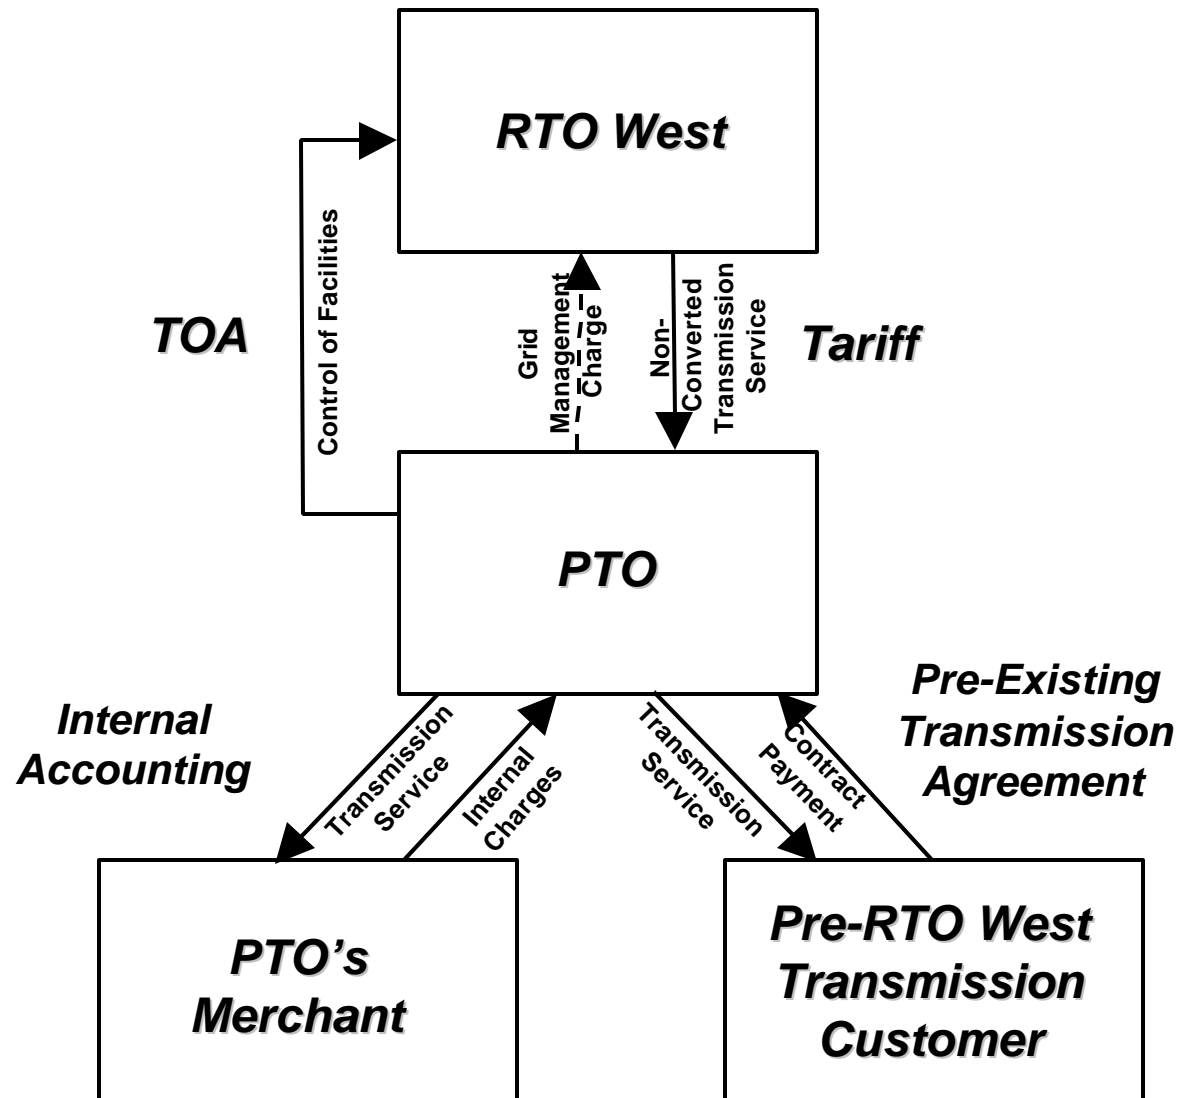 RTO West
Control of Facilities
TOA
Grid
Management
Charge
Non-
Converted
Transmission
Service
Tariff
PTO
Internal
Accounting
Transmission
Service
Internal
Charges
Transmission
Service
Contract
Payment
Pre-Existing
Transmission
Agreement
PTO’s
Merchant
Pre-RTO West
Transmission
Customer